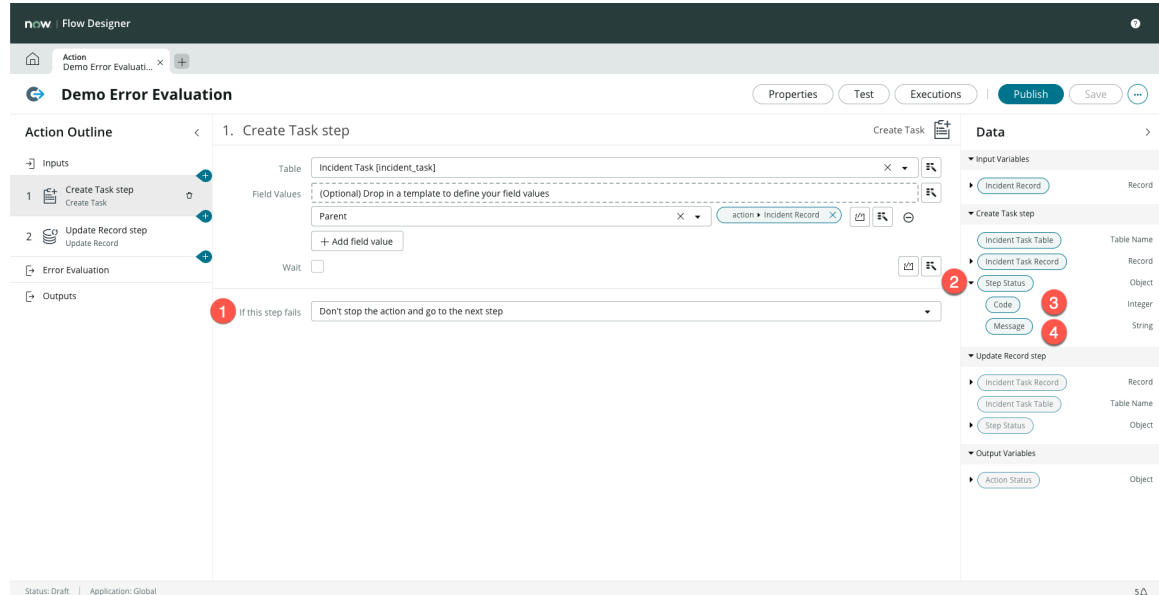 now | Flow Designer
?
Action
Demo Error Evaluati... ×
+
Demo Error Evaluation
Properties
Test
Executions
Publish
Save
...
Action Outline
<
Inputs
1
Create Task step
Create Task
2
Update Record step
Update Record
Error Evaluation
Outputs
1. Create Task step
Create Task
Table
Incident Task [incident_task]
Field Values
(Optional) Drop in a template to define your field values
Parent
action ▸ Incident Record
+ Add field value
Wait
1
If this step fails
Don't stop the action and go to the next step
Data
>
Input Variables
Incident Record Record
Create Task step
Incident Task Table Table Name
Incident Task Record Record
2
Step Status Object
Code 3 Integer
Message 4 String
Update Record step
Incident Task Record Record
Incident Task Table Table Name
Step Status Object
Output Variables
Action Status Object
Status: Draft | Application: Global
5